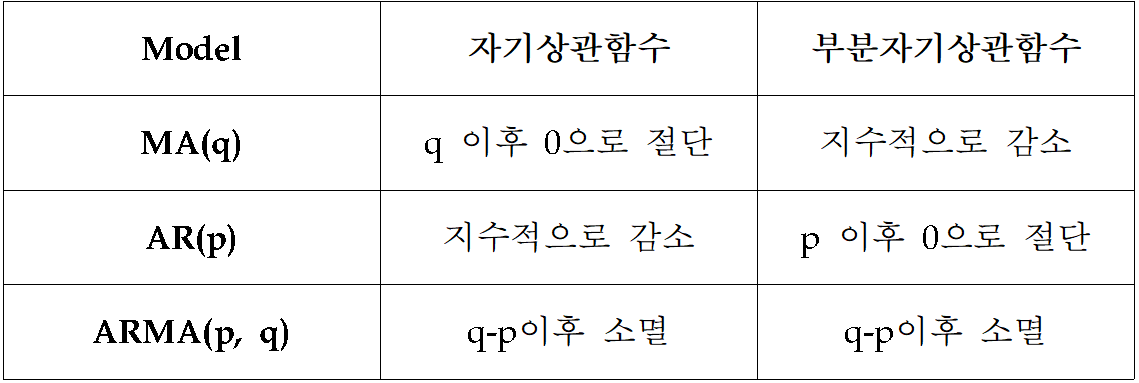 Model 자기상관함수 부분자기상관함수
MA(q) q 이후 0으로 절단 지수적으로 감소
AR(p) 지수적으로 감소 p 이후 0으로 절단
ARMA(p, q) q-p이후 소멸 q-p이후 소멸